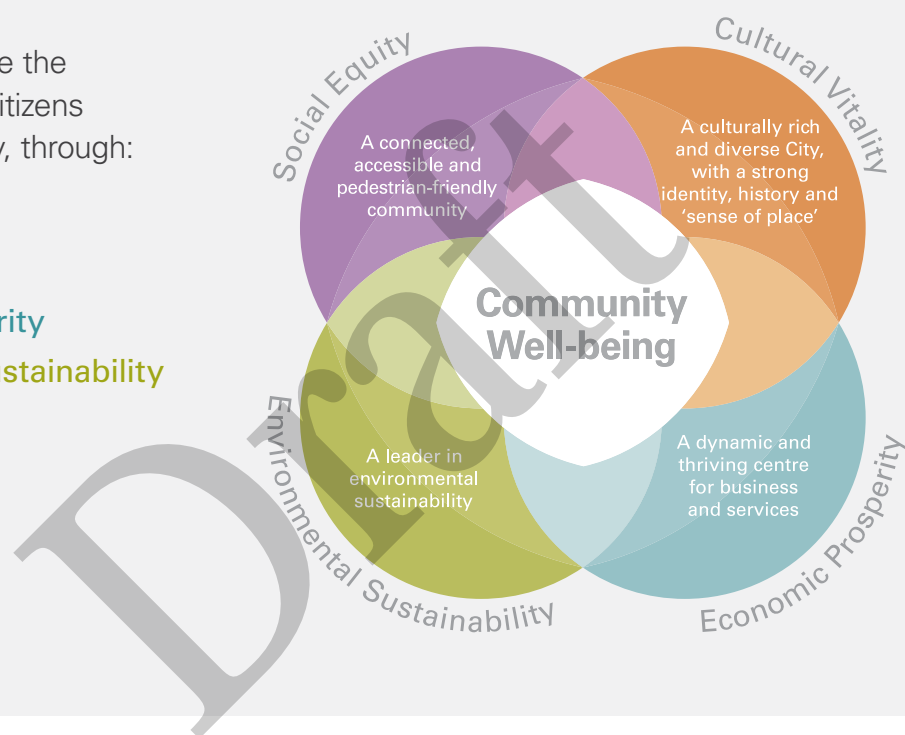 e the
itizens
y, through:
rity
stainability
Social Equity
A connected,
accessible and
pedestrian-friendly
community
Cultural Vitality
A culturally rich
and diverse City,
with a strong
identity, history and
‘sense of place’
Community
Well-being
Environmental Sustainability
A leader in
environmental
sustainability
A dynamic and
thriving centre
for business
and services
Economic Prosperity
Draft